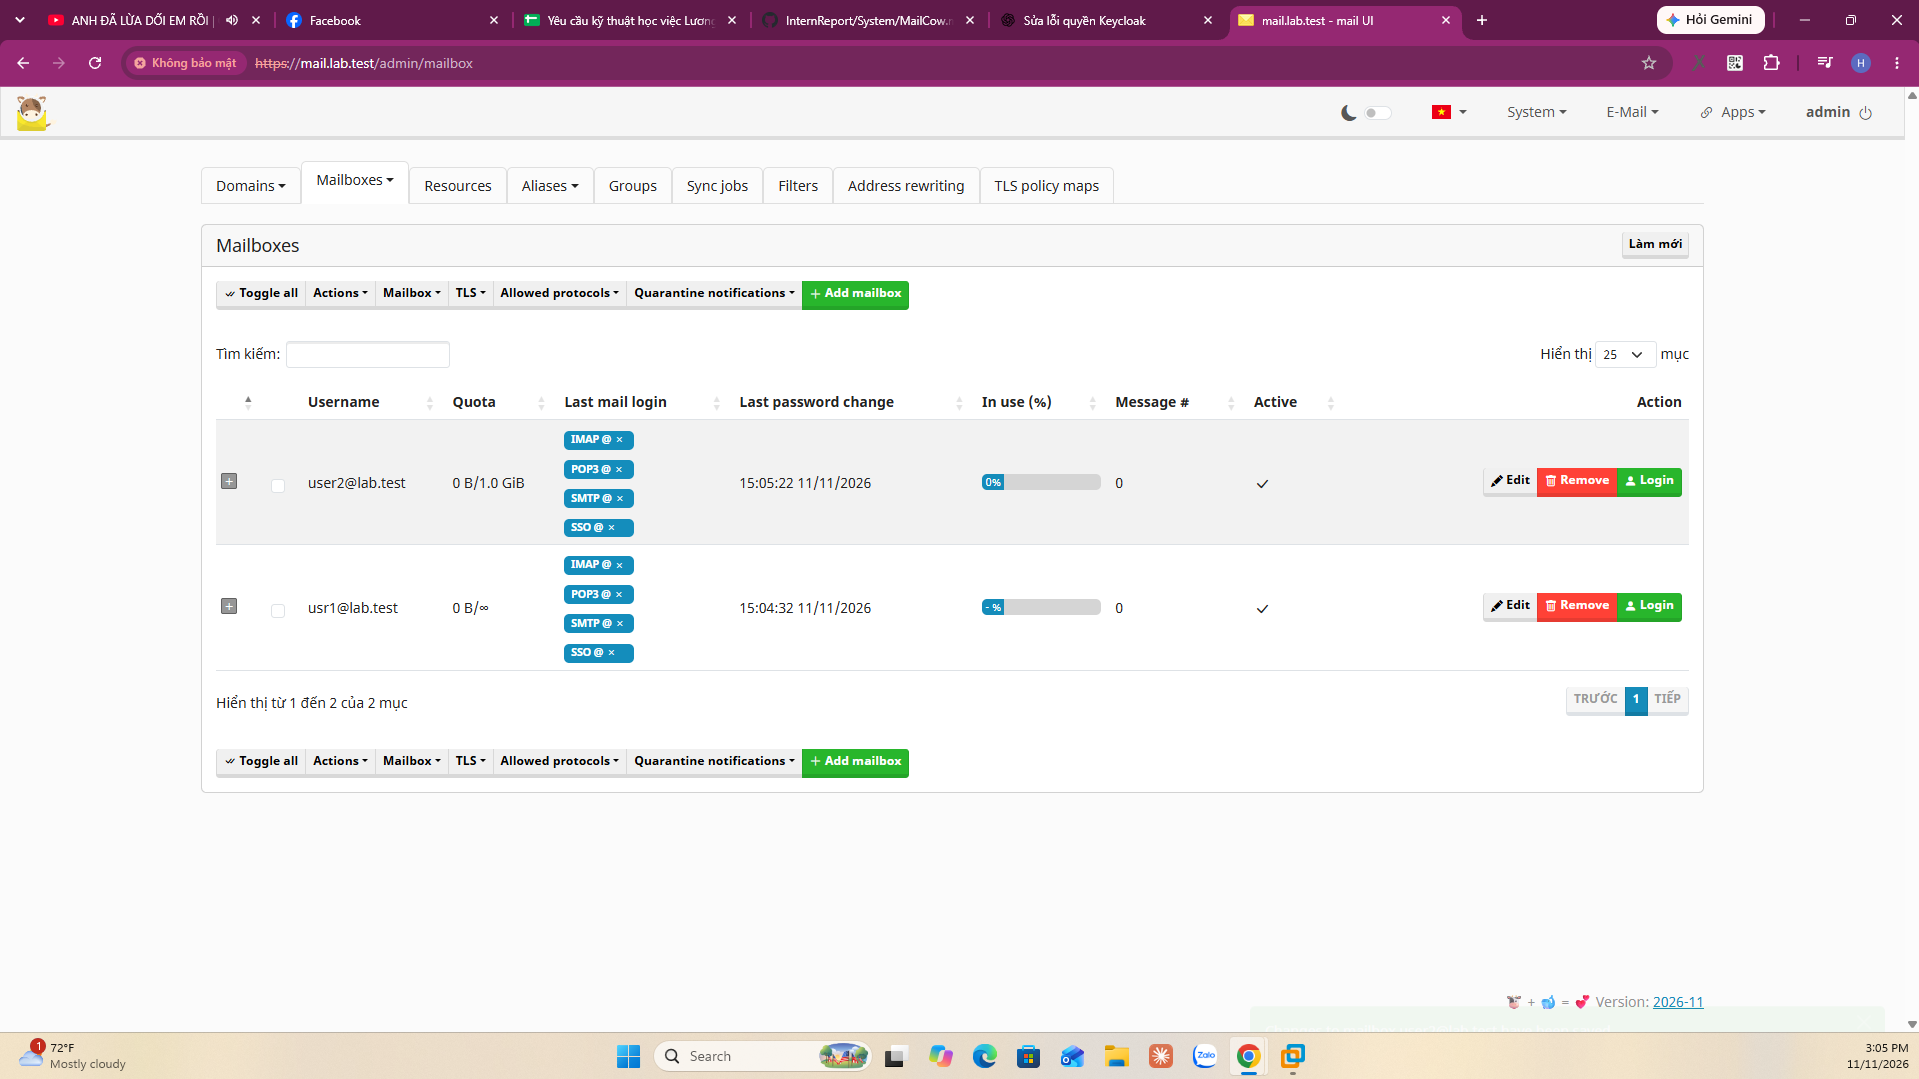 ANH ĐÃ LỪA DỐI EM RỒI |
Facebook
Yêu cầu kỹ thuật học việc Lươn
InternReport/System/MailCow.n
Sửa lỗi quyền Keycloak
mail.lab.test - mail UI
Hỏi Gemini
Không bảo mật
https://mail.lab.test/admin/mailbox
H
System
E-Mail
Apps
admin
Domains
Mailboxes
Resources
Aliases
Groups
Sync jobs
Filters
Address rewriting
TLS policy maps
Mailboxes
Làm mới
Toggle all
Actions
Mailbox
TLS
Allowed protocols
Quarantine notifications
+ Add mailbox
Tìm kiếm:
Hiển thị 25 mục
Username
Quota
Last mail login
Last password change
In use (%)
Message #
Active
Action
user2@lab.test
0 B/1.0 GiB
IMAP @ ×
POP3 @ ×
SMTP @ ×
SSO @ ×
15:05:22 11/11/2026
0%
0
Edit
Remove
Login
usr1@lab.test
0 B/∞
IMAP @ ×
POP3 @ ×
SMTP @ ×
SSO @ ×
15:04:32 11/11/2026
- %
0
Edit
Remove
Login
Hiển thị từ 1 đến 2 của 2 mục
TRƯỚC
1
TIẾP
Toggle all
Actions
Mailbox
TLS
Allowed protocols
Quarantine notifications
+ Add mailbox
+ = Version: 2026-11
1
72°F
Mostly cloudy
Search
Zalo
3:05 PM
11/11/2026